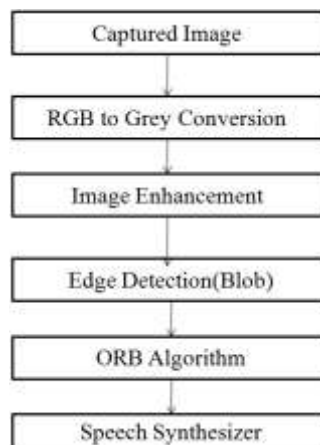 Captured Image
RGB to Grey Conversion
Image Enhancement
Edge Detection(Blob)
ORB Algorithm
Speech Synthesizer